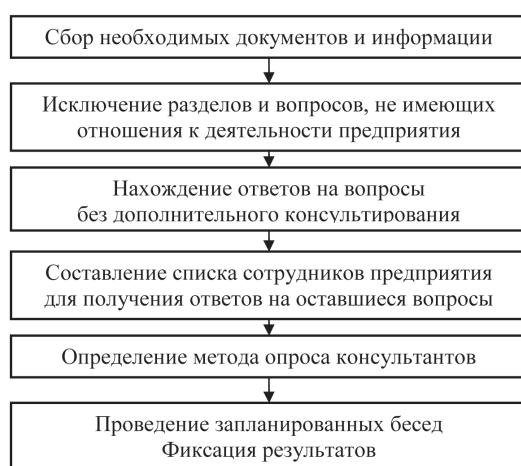 Сбор необходимых документов и информации
Исключение разделов и вопросов, не имеющих
отношения к деятельности предприятия
Нахождение ответов на вопросы
без дополнительного консультирования
Составление списка сотрудников предприятия
для получения ответов на оставшиеся вопросы
Определение метода опроса консультантов
Проведение запланированных бесед
Фиксация результатов